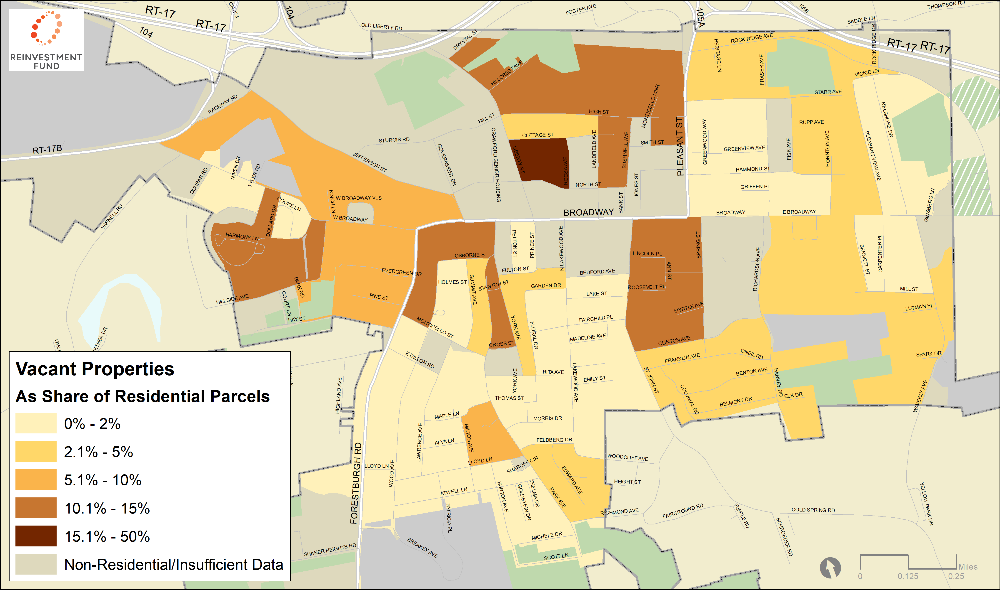 RT-17
CR-174
104
FOSTER AVE
105A
105B
THOMPSON RD
REINVESTMENT
FUND
104
RT-17
OLD LIBERTY RD
CRYSTAL ST
SADDLE LN
ROCK RIDGE DR
RT-17
RT-17
ROCK RIDGE AVE
HERITAGE LN
FRASER AVE
HILLCREST AVE
VICKIE LN
RACEWAY RD
MONTICELLO MNR
STARR AVE
HILL ST
HIGH ST
PLEASANT ST
GREENWOOD WAY
RUPP AVE
NELSHORE DR
RT-17B
STURGIS RD
COTTAGE ST
LANDFIELD AVE
BUSHNELL AVE
SMITH ST
GREENVIEW AVE
FISK AVE
THORNTON AVE
PLEASANT VIEW AVE
JEFFERSON ST
GOVERNMENT DR
CRAWFORD SENIOR HOUSING
LIBERTY ST
ROOSA AVE
NIVEN DR
TYLER RD
DUNBAR RD
HAMMOND ST
NORTH ST
JONES ST
GRIFFEN PL
GINSBERG LN
KINCH LN
W BROADWAY VLS
COOKE LN
BANK ST
VARNELL RD
W BROADWAY
BROADWAY
BROADWAY
E BROADWAY
DOLLARD DR
HARMONY LN
OSBORNE ST
PELTON ST
PRINCE ST
N LAKEWOOD AVE
LINCOLN PL
SPRING ST
RICHARDSON AVE
BENNETT ST
CARPENTER PL
EVERGREEN DR
FULTON ST
BEDFORD AVE
ANN ST
HOLMES ST
SUMMIT AVE
STANTON ST
GARDEN DR
ROOSEVELT PL
MILL ST
PARK RD
HILLSIDE AVE
COURT LN
PINE ST
LAKE ST
MYRTLE AVE
LUTMAN PL
HAY ST
MONTICELLO ST
YORK AVE
FLORAL DR
FAIRCHILD PL
MADELINE AVE
CROSS ST
CLINTON AVE
BETHEA DR
E DILLON RD
FRANKLIN AVE
ONEIL RD
SPARK DR
Vacant Properties
As Share of Residential Parcels
0% - 2%
2.1% - 5%
5.1% - 10%
10.1% - 15%
15.1% - 50%
Non-Residential/Insufficient Data
HIGHLAND AVE
YORK AVE
RITA AVE
LAKEWOOD AVE
EMILY ST
ST JOHN ST
BENTON AVE
HARVEY RD
COLONIAL RD
THOMAS ST
BELMONT DR
ELK DR
WAVERLY AVE
MAPLE LN
MORRIS DR
LAWRENCE AVE
MILTON AVE
ALVA LN
FELDBERG DR
FORESTBURGH RD
LLOYD LN
WOOD AVE
LLOYD LN
SHAROFF CIR
WOODCLIFF AVE
EDWARD AVE
HEIGHT ST
ATWELL LN
BURTON AVE
GOLDSTEIN DR
THELMA DR
PARK AVE
YELLOW PARK DR
PATRICIA PL
RICHMOND AVE
FAIRGROUND RD
RIPPLE RD
COLD SPRING RD
SCHROEDER RD
MICHELE DR
BREAKEY AVE
SHAKER HEIGHTS RD
SCOTT LN
Miles
0
0.125
0.25